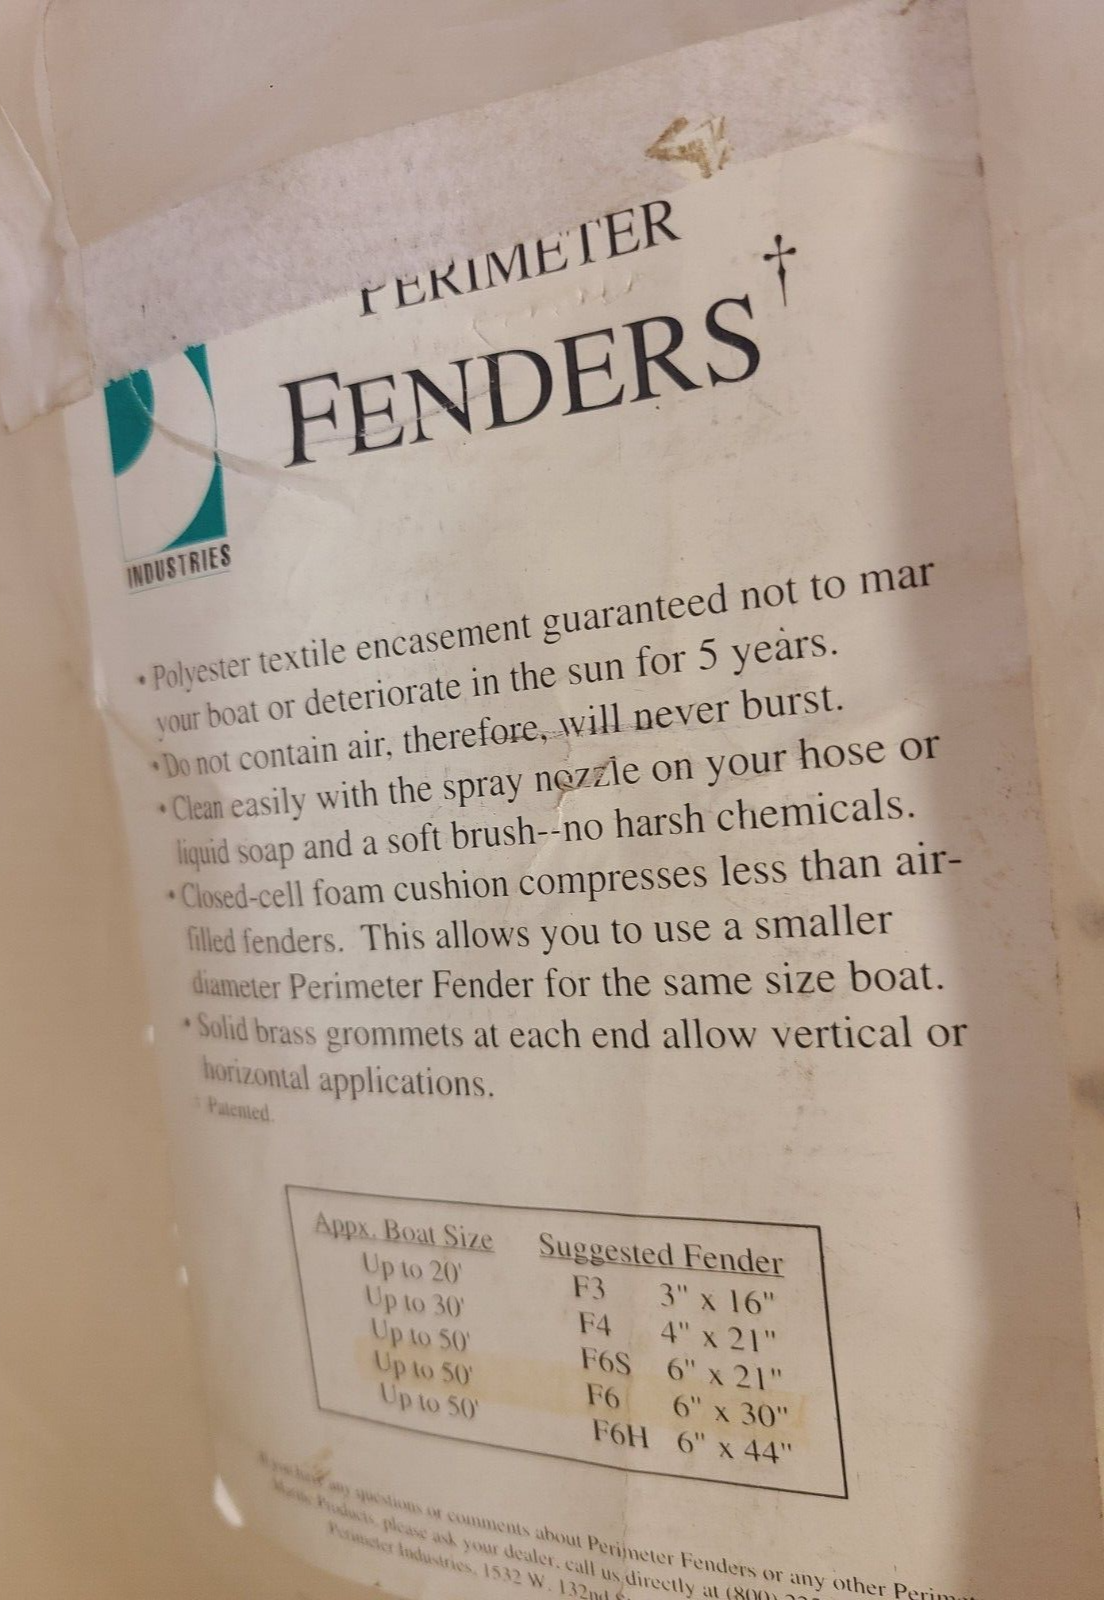 PERIMETER
FENDERS†
INDUSTRIES
• Polyester textile encasement guaranteed not to mar
your boat or deteriorate in the sun for 5 years.
• Do not contain air, therefore, will never burst.
• Clean easily with the spray nozzle on your hose or
liquid soap and a soft brush--no harsh chemicals.
• Closed-cell foam cushion compresses less than air-
filled fenders. This allows you to use a smaller
diameter Perimeter Fender for the same size boat.
• Solid brass grommets at each end allow vertical or
horizontal applications.
† Patented.
Appx. Boat Size Suggested Fender
Up to 20' F3 3" x 16"
Up to 30' F4 4" x 21"
Up to 50' F6S 6" x 21"
Up to 50' F6 6" x 30"
Up to 50' F6H 6" x 44"
If you have any questions or comments about Perimeter Fenders or any other
Marine Products, please ask your dealer, call us directly at (800)
Perimeter Industries, 1532 W. 132nd